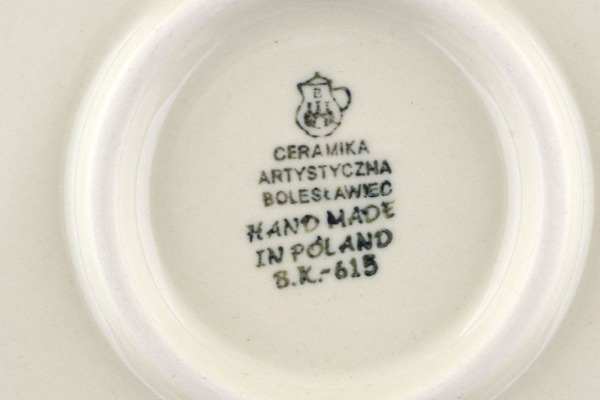 B
CERAMIKA
ARTYSTYCZNA
BOLESŁAWIEC
HAND MADE
IN POLAND
B.K.-615